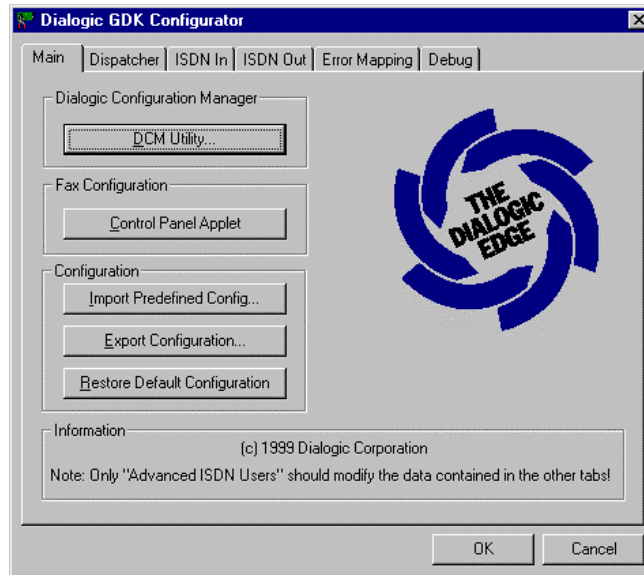 Dialogic GDK Configurator
Main Dispatcher ISDN In ISDN Out Error Mapping Debug
Dialogic Configuration Manager
DCM Utility...
Fax Configuration
Control Panel Applet
Configuration
Import Predefined Config...
Export Configuration...
Restore Default Configuration
THE
DIALOGIC
EDGE
Information
(c) 1999 Dialogic Corporation
Note: Only "Advanced ISDN Users" should modify the data contained in the other tabs!
OK Cancel